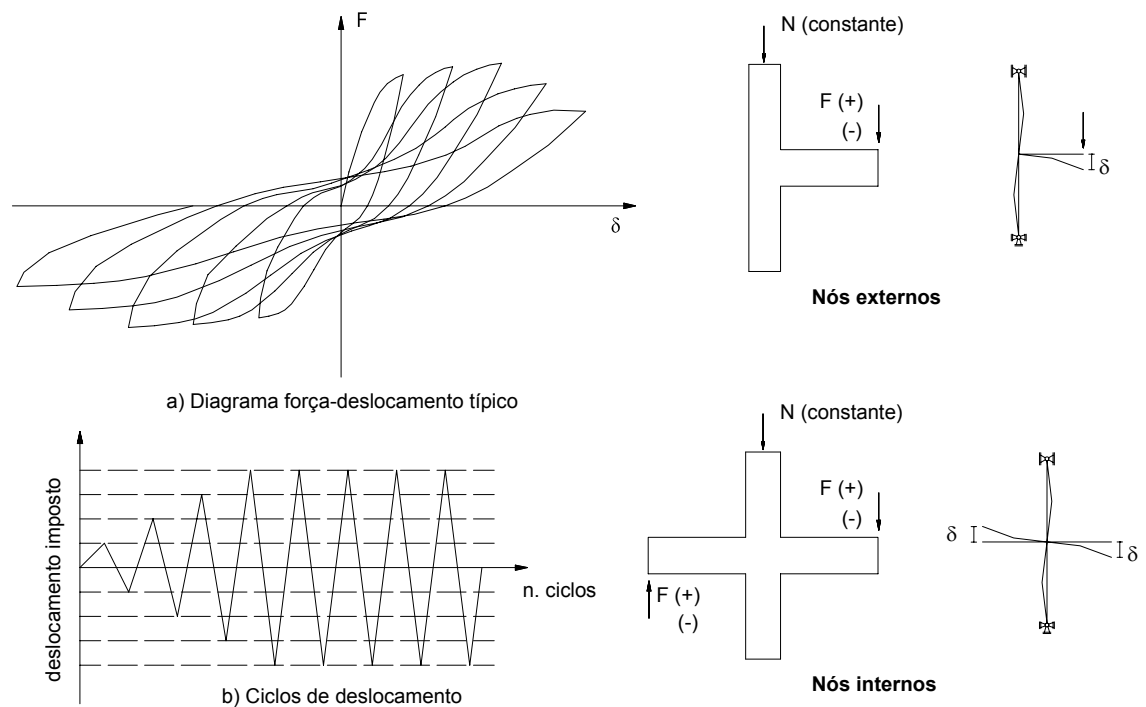 F
δ
a) Diagrama força-deslocamento típico
deslocamento imposto
n. ciclos
b) Ciclos de deslocamento
N (constante)
F (+)
(-)
δ
Nós externos
N (constante)
F (+)
(-)
F (+)
(-)
δ
δ
Nós internos